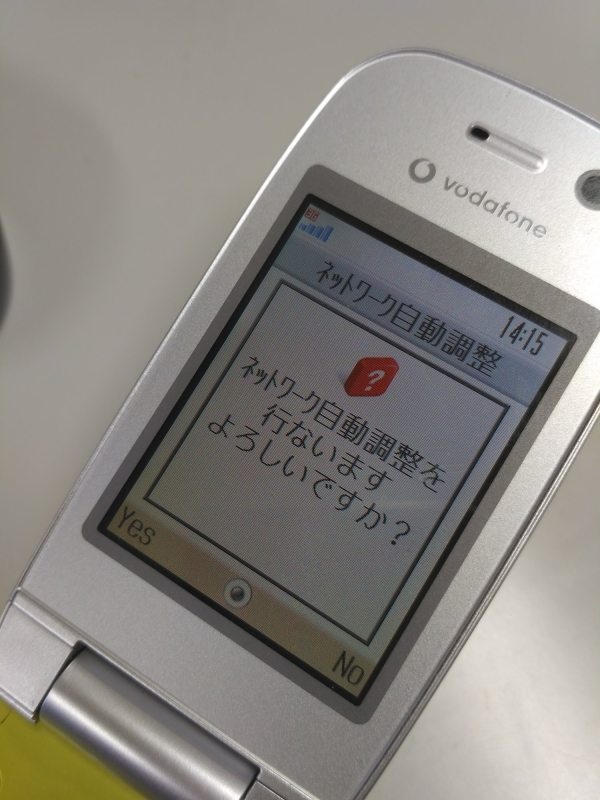 vodafone
3G
14:15
ﾈｯﾄﾜｰｸ自動調整
?
ﾈｯﾄﾜｰｸ自動調整を
行ないます
よろしいですか？
Yes
No